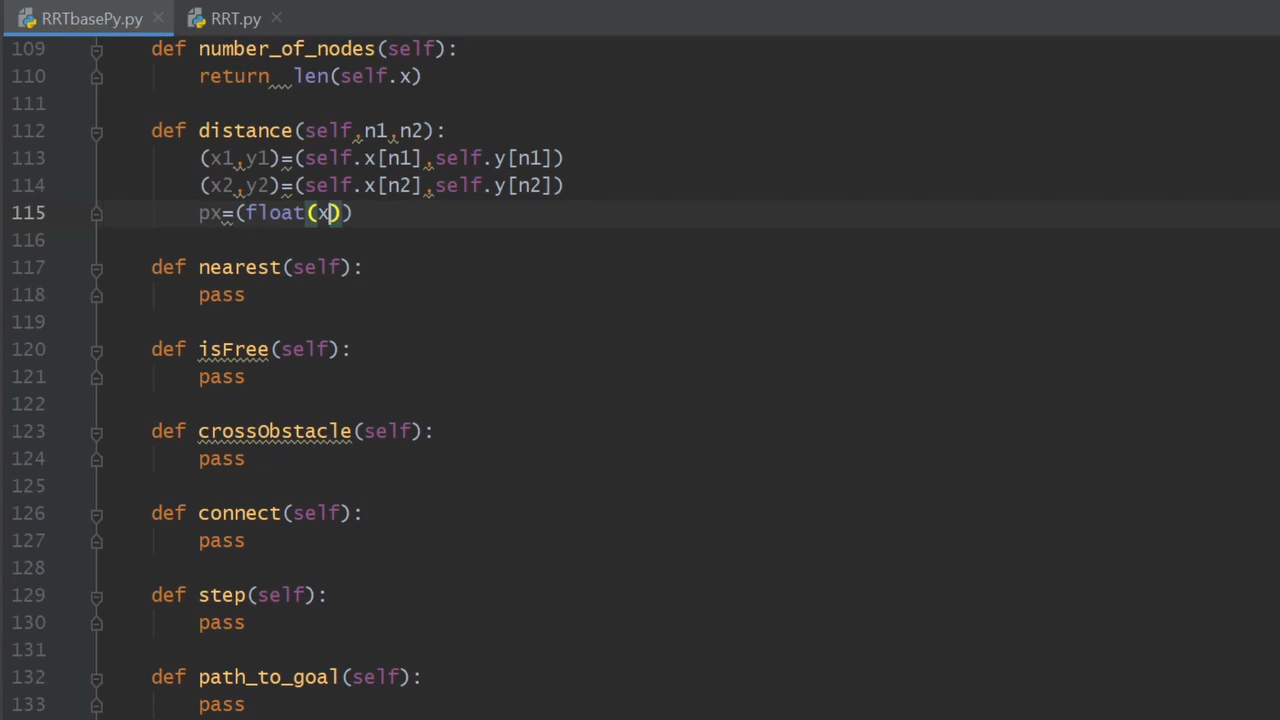 RRTbasePy.py RRT.py
109 def number_of_nodes(self):
110 return  len(self.x)
111
112 def distance(self,n1,n2):
113 (x1,y1)=(self.x[n1],self.y[n1])
114 (x2,y2)=(self.x[n2],self.y[n2])
115 px=(float(x))
116
117 def nearest(self):
118 pass
119
120 def isFree(self):
121 pass
122
123 def crossObstacle(self):
124 pass
125
126 def connect(self):
127 pass
128
129 def step(self):
130 pass
131
132 def path_to_goal(self):
133 pass